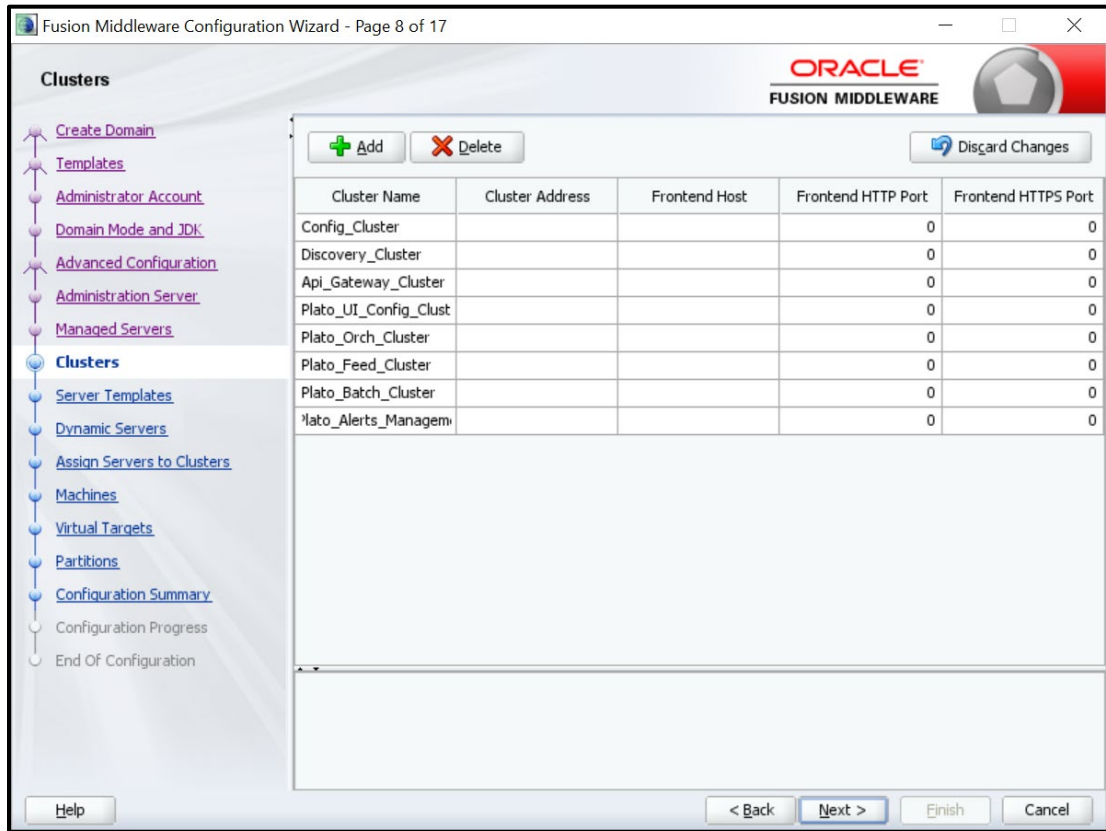 Fusion Middleware Configuration Wizard - Page 8 of 17
Clusters
ORACLE
FUSION MIDDLEWARE
Create Domain
Templates
Administrator Account
Domain Mode and JDK
Advanced Configuration
Administration Server
Managed Servers
Clusters
Server Templates
Dynamic Servers
Assign Servers to Clusters
Machines
Virtual Targets
Partitions
Configuration Summary
Configuration Progress
End Of Configuration
Add Delete Discard Changes
Cluster Name Cluster Address Frontend Host Frontend HTTP Port Frontend HTTPS Port
Config_Cluster 0 0
Discovery_Cluster 0 0
Api_Gateway_Cluster 0 0
Plato_UI_Config_Clust 0 0
Plato_Orch_Cluster 0 0
Plato_Feed_Cluster 0 0
Plato_Batch_Cluster 0 0
Plato_Alerts_Managem 0 0
Help < Back Next > Finish Cancel